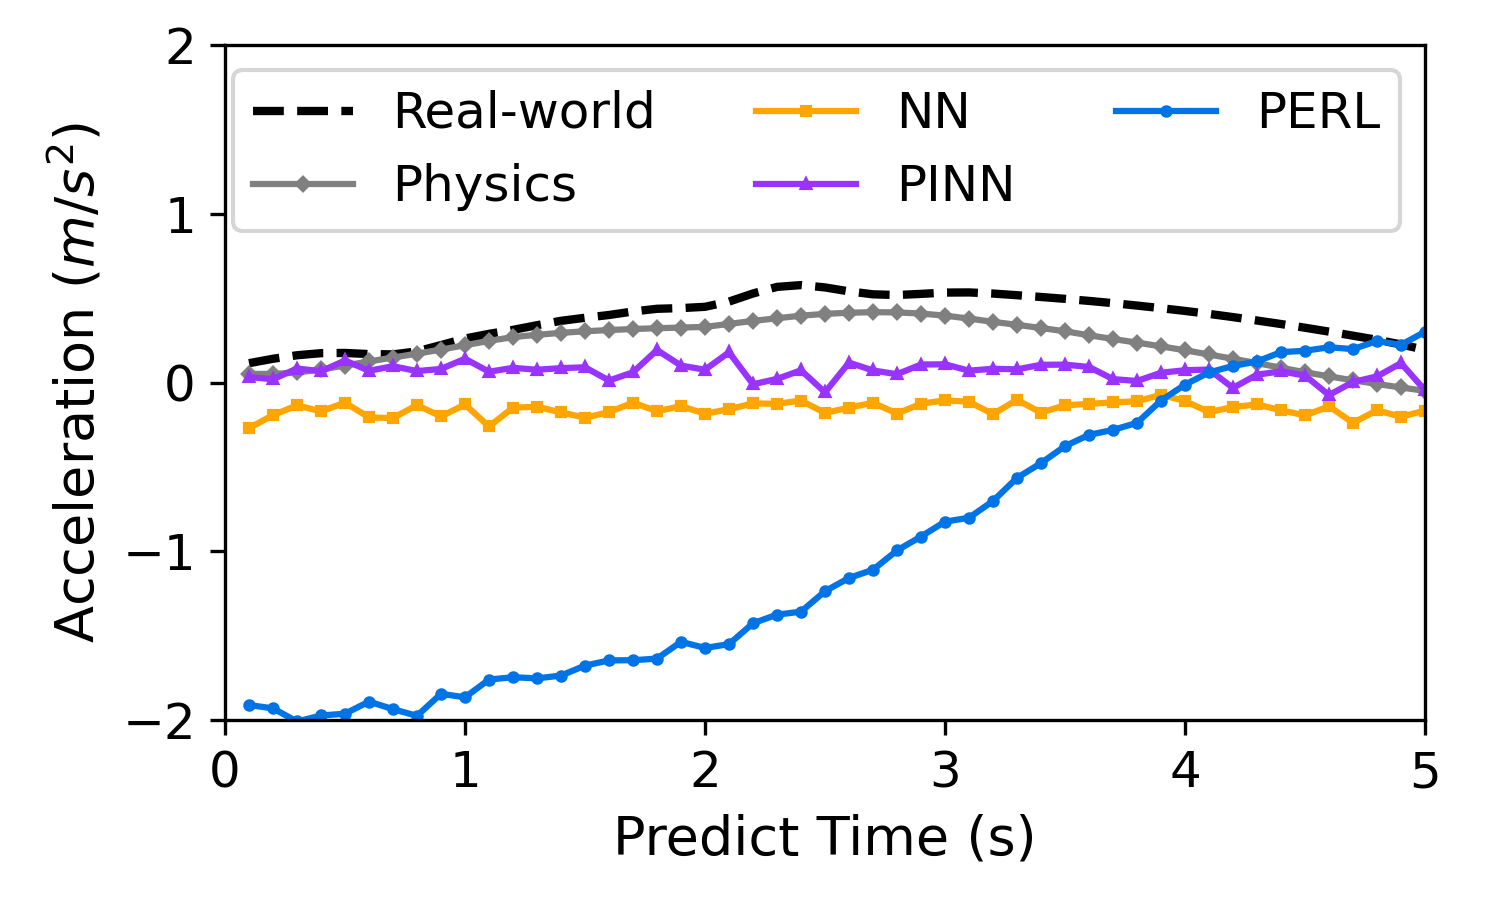 2
1
0
−1
−2
Acceleration (m/s²)
Real-world
Physics
NN
PINN
PERL
0 1 2 3 4 5
Predict Time (s)